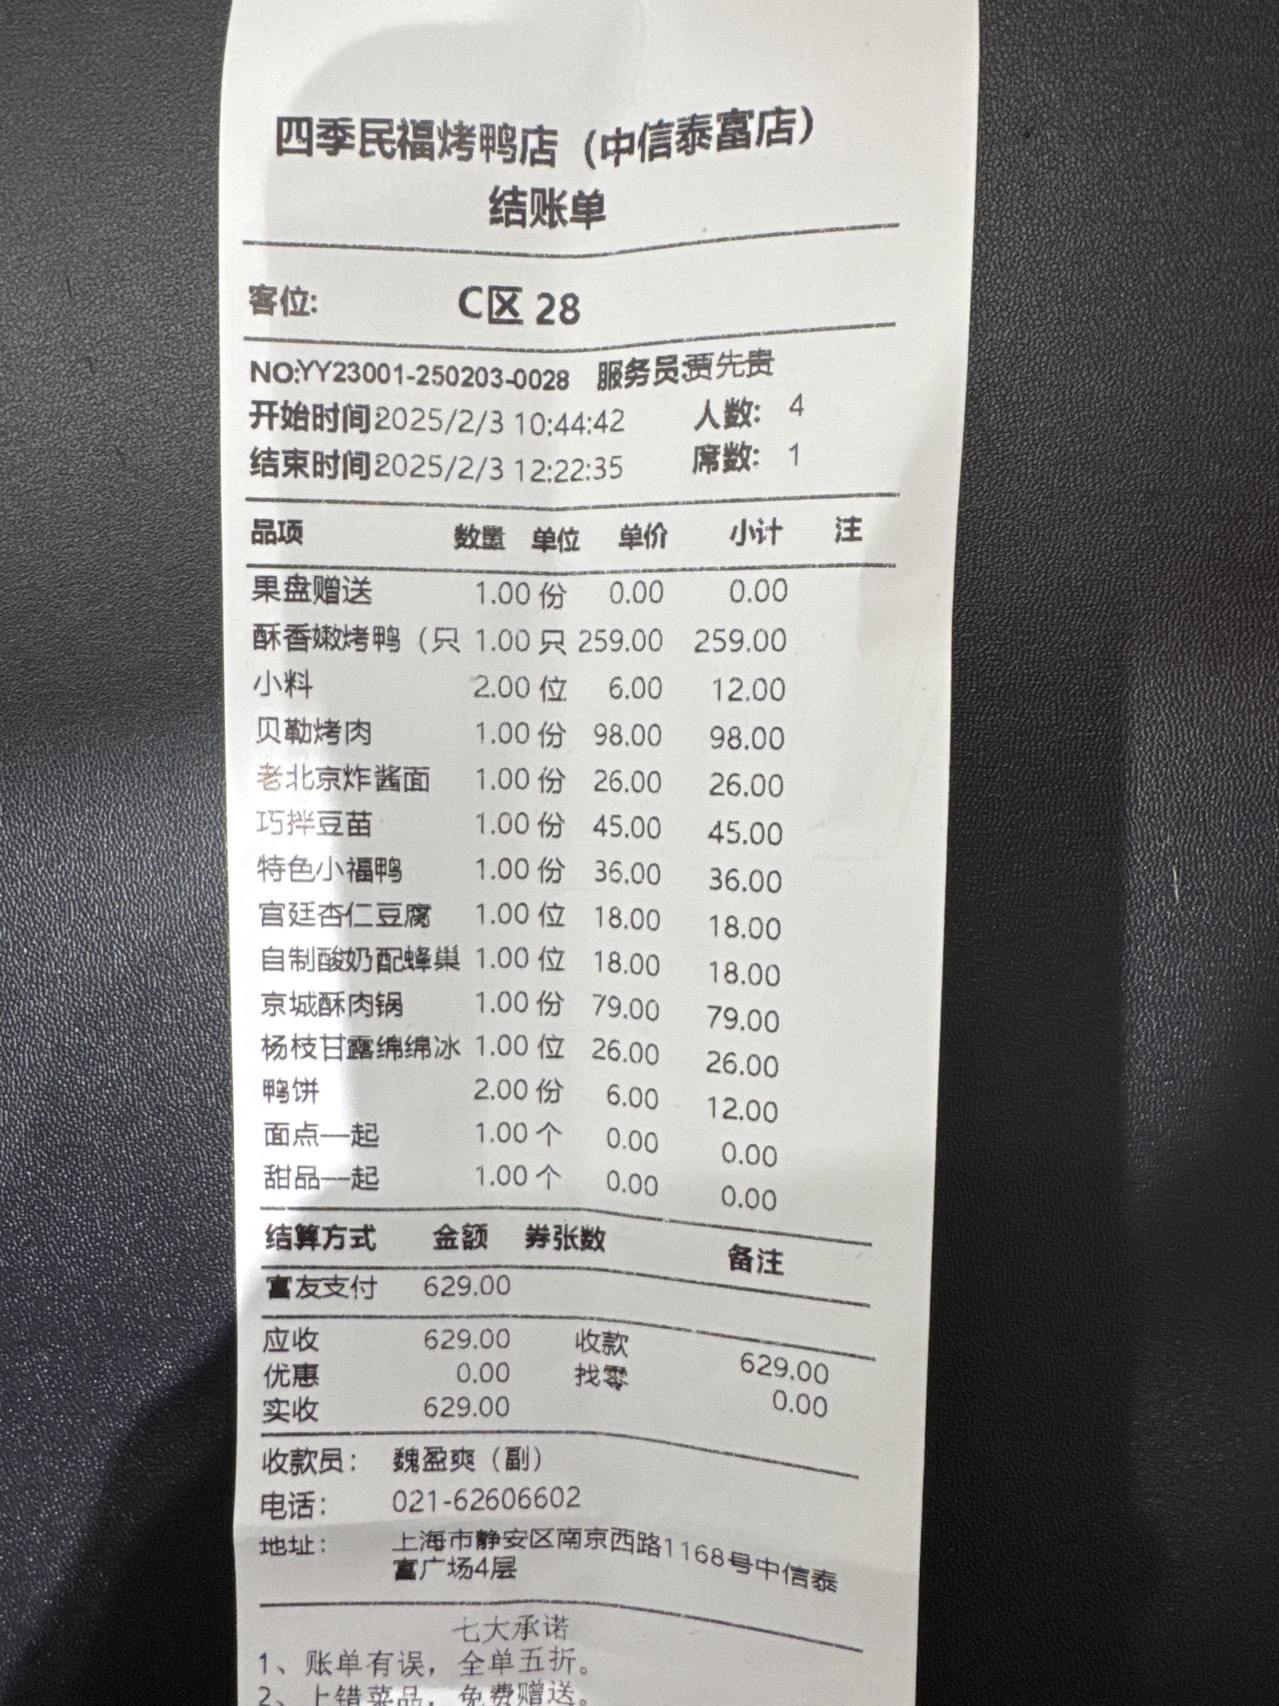 四季民福烤鸭店（中信泰富店）
结账单
客位: C区 28
NO:YY23001-250203-0028 服务员:贾先贵
开始时间:2025/2/3 10:44:42 人数: 4
结束时间:2025/2/3 12:22:35 席数: 1
品项 数量 单位 单价 小计 注
果盘赠送 1.00 份 0.00 0.00
酥香嫩烤鸭（只 1.00 只 259.00 259.00
小料 2.00 位 6.00 12.00
贝勒烤肉 1.00 份 98.00 98.00
老北京炸酱面 1.00 份 26.00 26.00
巧拌豆苗 1.00 份 45.00 45.00
特色小福鸭 1.00 份 36.00 36.00
宫廷杏仁豆腐 1.00 位 18.00 18.00
自制酸奶配蜂巢 1.00 位 18.00 18.00
京城酥肉锅 1.00 份 79.00 79.00
杨枝甘露绵绵冰 1.00 位 26.00 26.00
鸭饼 2.00 份 6.00 12.00
面点一起 1.00 个 0.00 0.00
甜品一起 1.00 个 0.00 0.00
结算方式 金额 券张数 备注
富友支付 629.00
应收 629.00 收款 629.00
优惠 0.00 找零 0.00
实收 629.00
收款员: 魏盈爽（副）
电话: 021-62606602
地址: 上海市静安区南京西路1168号中信泰
富广场4层
七大承诺
1、账单有误，全单五折。
2、上错菜品，免费赠送。